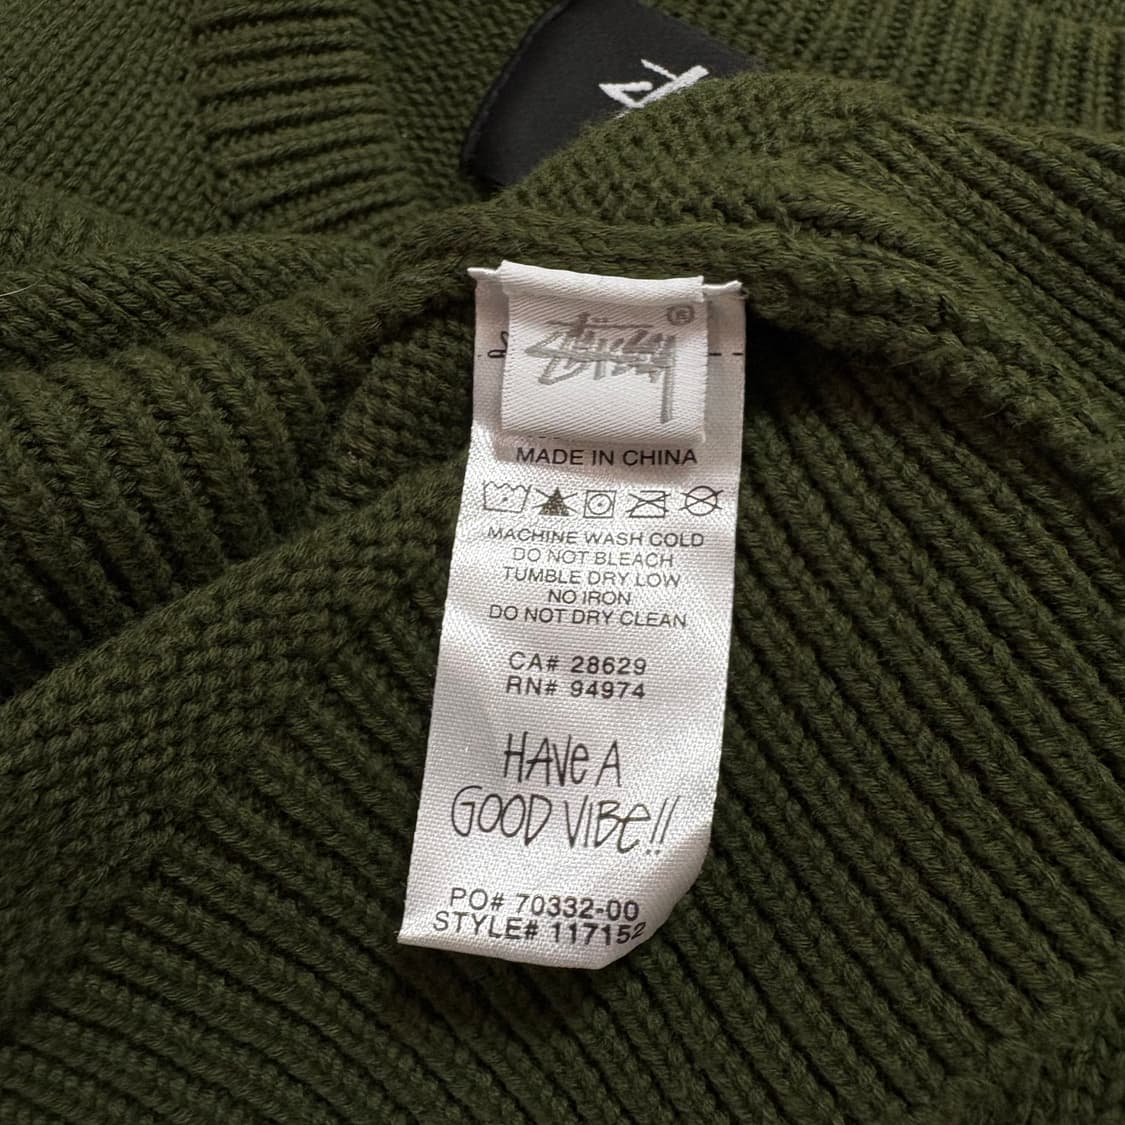 Stüssy ®
MADE IN CHINA
MACHINE WASH COLD
DO NOT BLEACH
TUMBLE DRY LOW
NO IRON
DO NOT DRY CLEAN
CA# 28629
RN# 94974
HAVE A
GOOD VIBE!!
PO# 70332-00
STYLE# 117152